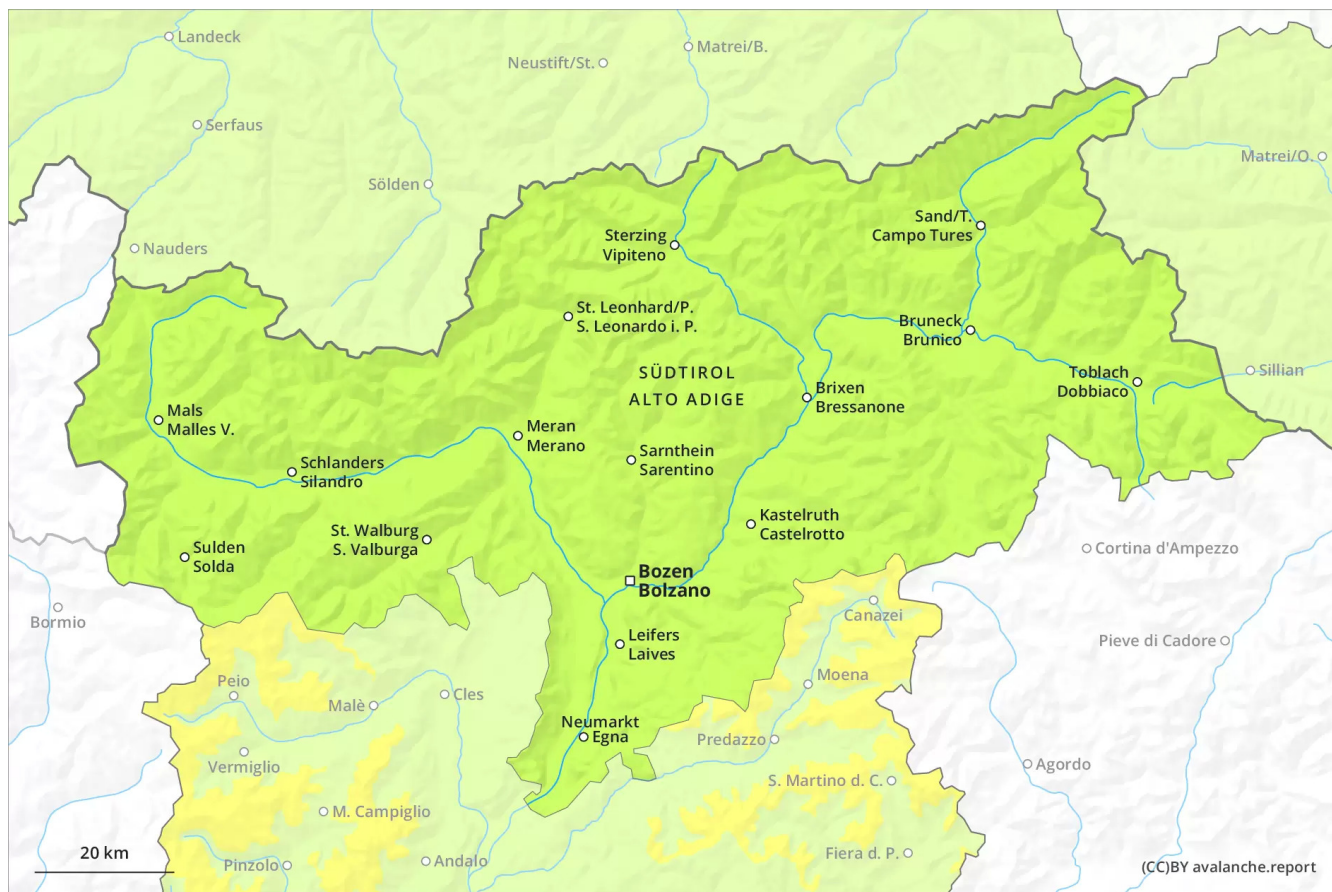 Landeck
Matrei/B.
Neustift/St.
Serfaus
Matrei/O.
Sölden
Sand/T.
Campo Tures
Sterzing
Vipiteno
Nauders
St. Leonhard/P.
S. Leonardo i. P.
Bruneck
Brunico
SÜDTIROL
ALTO ADIGE
Toblach
Dobbiaco
Sillian
Brixen
Bressanone
Mals
Malles V.
Meran
Merano
Sarnthein
Sarentino
Schlanders
Silandro
Kastelruth
Castelrotto
St. Walburg
S. Valburga
Sulden
Solda
Cortina d'Ampezzo
Bozen
Bolzano
Bormio
Canazei
Leifers
Laives
Pieve di Cadore
Peio
Moena
Malè
Cles
Neumarkt
Egna
Predazzo
Vermiglio
Agordo
S. Martino d. C.
M. Campiglio
20 km
Pinzolo
Andalo
Fiera d. P.
(CC)BY avalanche.report